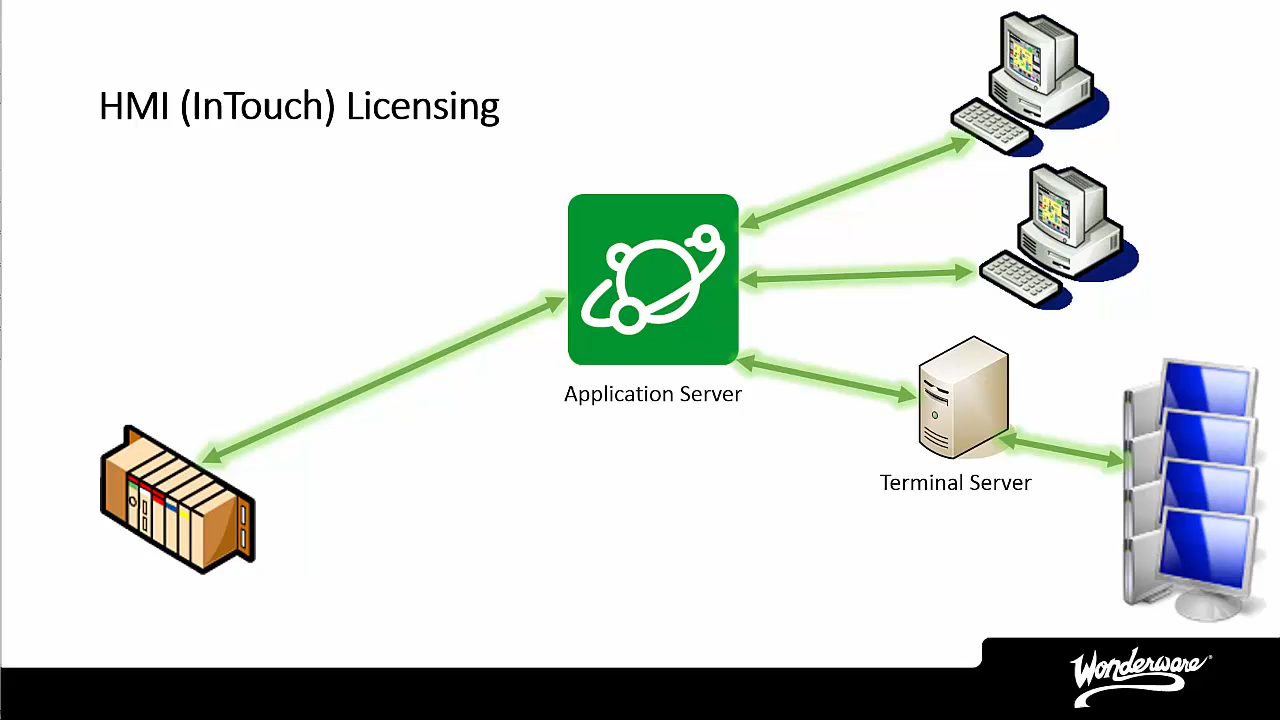 HMI (InTouch) Licensing
Application Server
Terminal Server
Wonderware